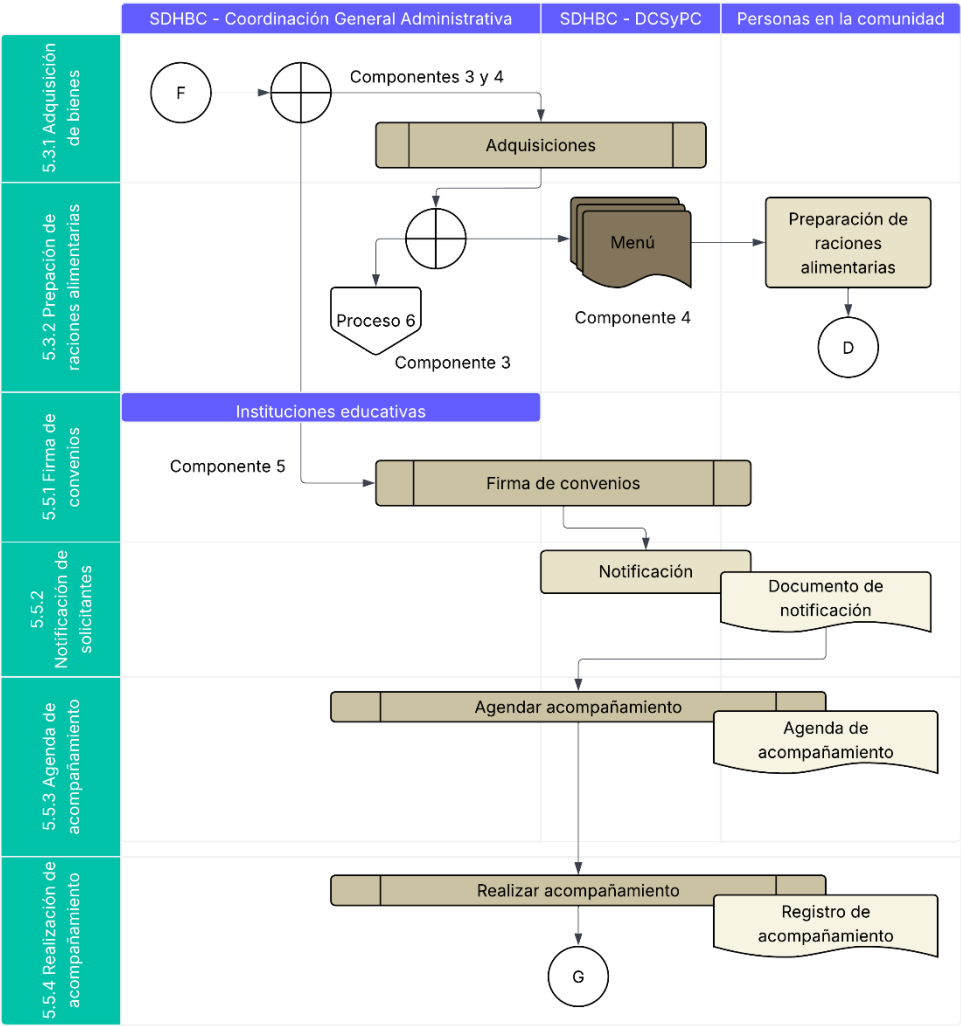 SDHBC - Coordinación General Administrativa
SDHBC - DCSyPC
Personas en la comunidad
5.3.1 Adquisición
de bienes
F
Componentes 3 y 4
Adquisiciones
5.3.2 Prepación de
raciones alimentarias
Menú
Preparación de
raciones
alimentarias
Proceso 6
Componente 4
Componente 3
D
Instituciones educativas
5.5.1 Firma de
convenios
Componente 5
Firma de convenios
5.5.2
Notificación de
solicitantes
Notificación
Documento de
notificación
5.5.3 Agenda de
acompañamiento
Agendar acompañamiento
Agenda de
acompañamiento
5.5.4 Realización de
acompañamiento
Realizar acompañamiento
Registro de
acompañamiento
G